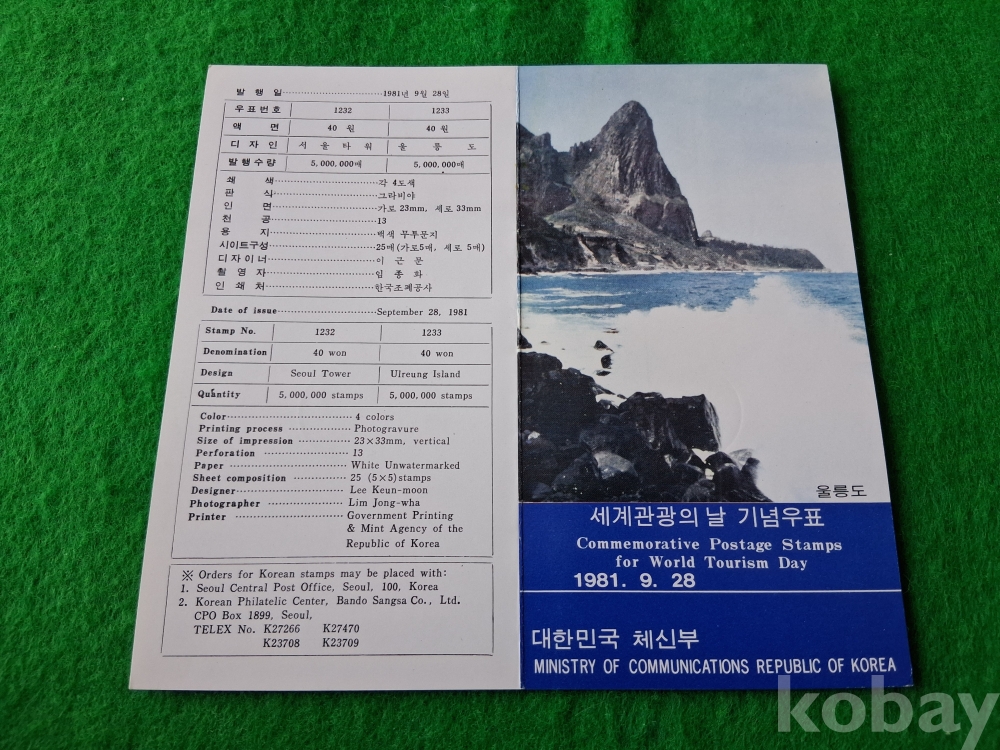 발 행 일 1981년 9월 28일
우표번호 1232 1233
액 면 40 원 40 원
디 자 인 서 울 타 워 울 릉 도
발행수량 5,000,000매 5,000,000매
쇄 색 각 4도색
판 식 그라비아
인 면 가로 23mm, 세로 33mm
천 공 13
용 지 백색 무투문지
시이트구성 25매(가로5매, 세로 5매)
디 자 이 너 이 근 문
촬 영 자 임 종 화
인 쇄 처 한국조폐공사
Date of issue September 28, 1981
Stamp No. 1232 1233
Denomination 40 won 40 won
Design Seoul Tower Ulreung Island
Quantity 5,000,000 stamps 5,000,000 stamps
Color 4 colors
Printing process Photogravure
Size of impression 23×33mm, vertical
Perforation 13
Paper White Unwatermarked
Sheet composition 25 (5×5)stamps
Designer Lee Keun-moon
Photographer Lim Jong-wha
Printer Government Printing
& Mint Agency of the
Republic of Korea
※ Orders for Korean stamps may be placed with:
1. Seoul Central Post Office, Seoul, 100, Korea
2. Korean Philatelic Center, Bando Sangsa Co., Ltd.
CPO Box 1899, Seoul,
TELEX No. K27266 K27470
K23708 K23709
울릉도
세계관광의 날 기념우표
Commemorative Postage Stamps
for World Tourism Day
1981. 9. 28
대한민국 체신부
MINISTRY OF COMMUNICATIONS REPUBLIC OF KOREA
kobay